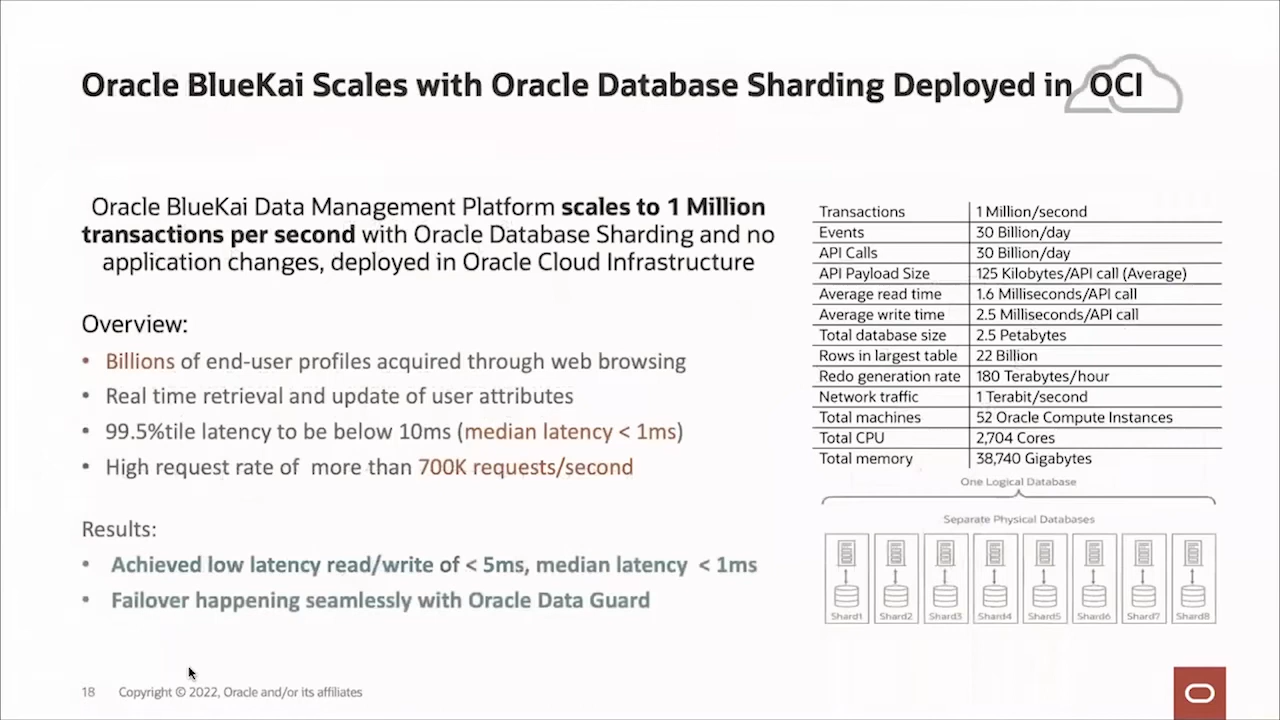 Oracle BlueKai Scales with Oracle Database Sharding Deployed in OCI
Oracle BlueKai Data Management Platform scales to 1 Million
transactions per second with Oracle Database Sharding and no
application changes, deployed in Oracle Cloud Infrastructure
Overview:
• Billions of end-user profiles acquired through web browsing
• Real time retrieval and update of user attributes
• 99.5%tile latency to be below 10ms (median latency < 1ms)
• High request rate of more than 700K requests/second
Results:
• Achieved low latency read/write of < 5ms, median latency < 1ms
• Failover happening seamlessly with Oracle Data Guard
Transactions 1 Million/second
Events 30 Billion/day
API Calls 30 Billion/day
API Payload Size 125 Kilobytes/API call (Average)
Average read time 1.6 Milliseconds/API call
Average write time 2.5 Milliseconds/API call
Total database size 2.5 Petabytes
Rows in largest table 22 Billion
Redo generation rate 180 Terabytes/hour
Network traffic 1 Terabit/second
Total machines 52 Oracle Compute Instances
Total CPU 2,704 Cores
Total memory 38,740 Gigabytes
One Logical Database
Separate Physical Databases
Shard1 Shard2 Shard3 Shard4 Shard5 Shard6 Shard7 Shard8
18 Copyright © 2022, Oracle and/or its affiliates